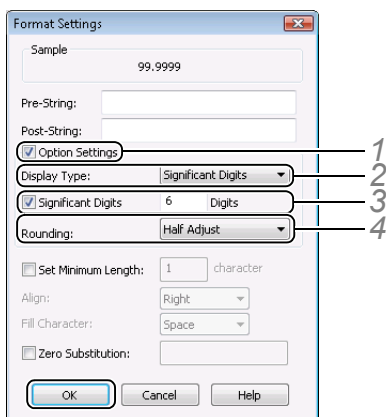 Format Settings
Sample
99.9999
Pre-String:
Post-String:
Option Settings 1
Display Type: Significant Digits 2
Significant Digits 6 Digits 3
Rounding: Half Adjust 4
Set Minimum Length: 1 character
Align: Right
Fill Character: Space
Zero Substitution:
OK Cancel Help